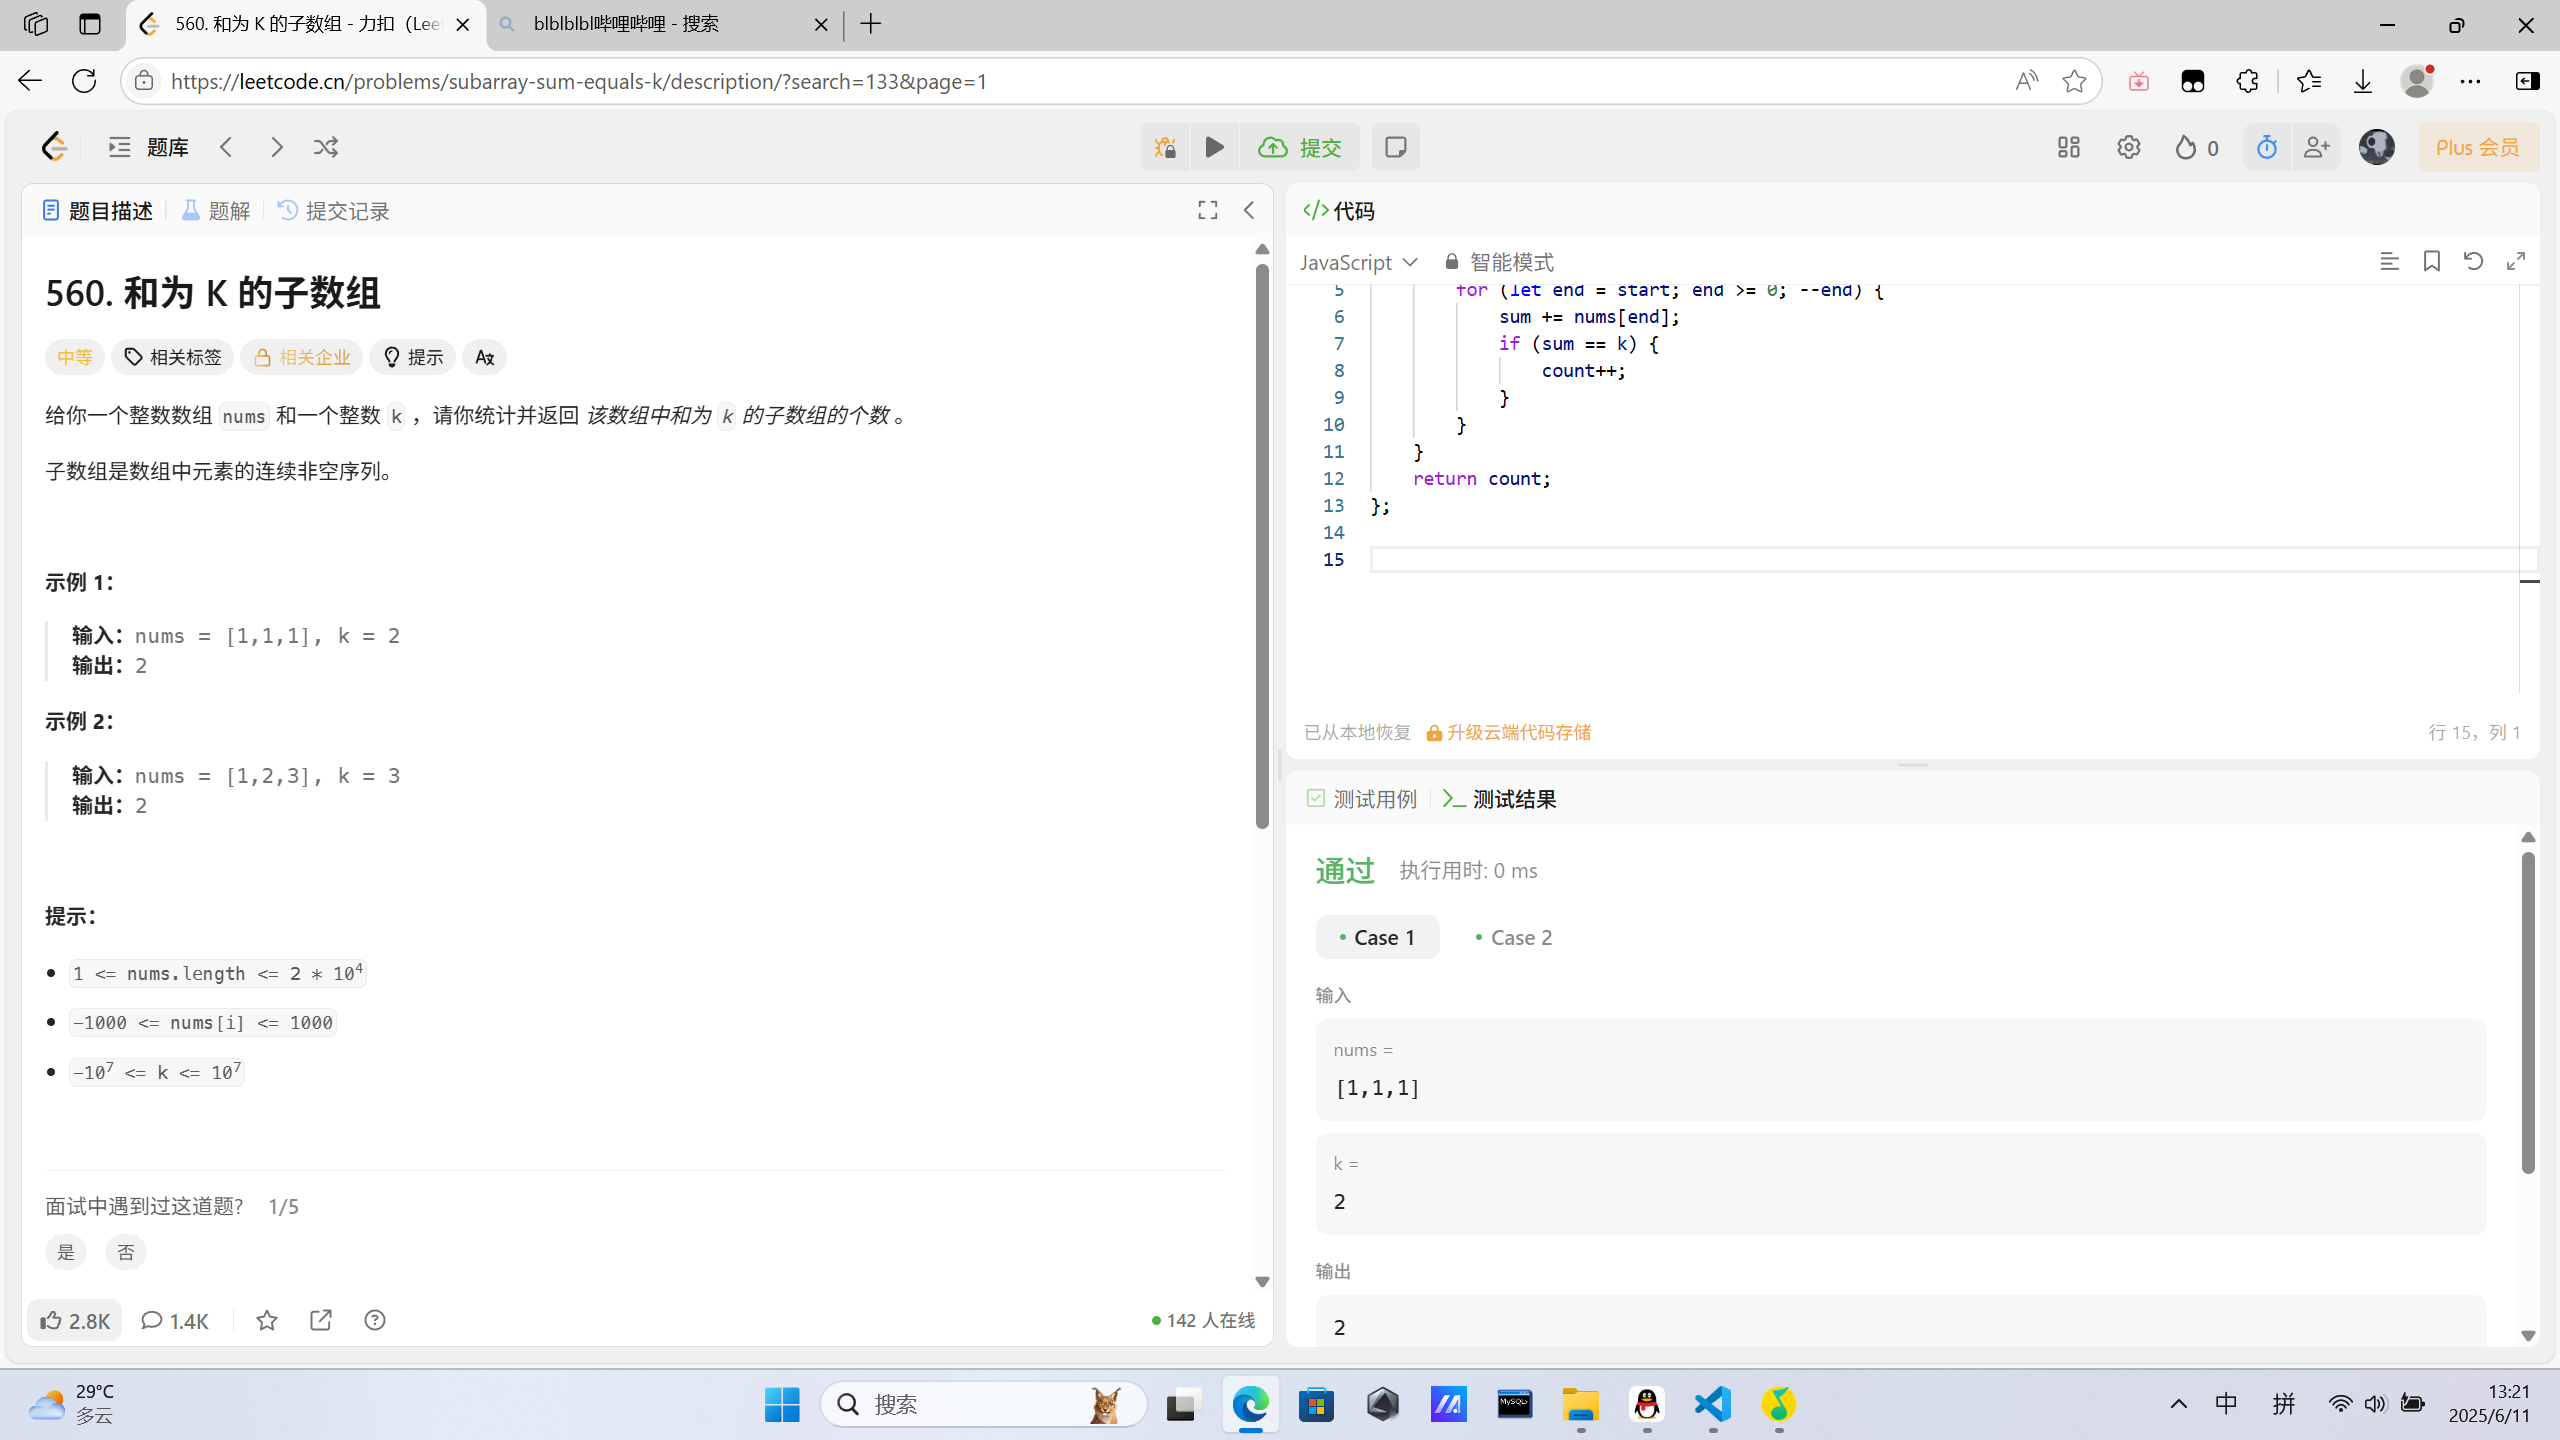 560. 和为 K 的子数组 - 力扣（Lee
blblblbl哔哩哔哩 - 搜索
https://leetcode.cn/problems/subarray-sum-equals-k/description/?search=133&page=1
题库
提交
0
Plus 会员
题目描述
题解
提交记录
560. 和为 K 的子数组
中等
相关标签
相关企业
提示
给你一个整数数组 nums 和一个整数 k ，请你统计并返回 该数组中和为 k 的子数组的个数 。
子数组是数组中元素的连续非空序列。
示例 1：
输入：nums = [1,1,1], k = 2
输出：2
示例 2：
输入：nums = [1,2,3], k = 3
输出：2
提示：
1 <= nums.length <= 2 * 10⁴
-1000 <= nums[i] <= 1000
-10⁷ <= k <= 10⁷
面试中遇到过这道题?
1/5
是
否
2.8K
1.4K
142 人在线
代码
JavaScript
智能模式
5 for (let end = start; end >= 0; --end) {
6 sum += nums[end];
7 if (sum == k) {
8 count++;
9 }
10 }
11 }
12 return count;
13 };
14
15
已从本地恢复
升级云端代码存储
行 15，列 1
测试用例
测试结果
通过
执行用时: 0 ms
Case 1
Case 2
输入
nums =
[1,1,1]
k =
2
输出
2
29°C
多云
搜索
MySQL
中
拼
13:21
2025/6/11